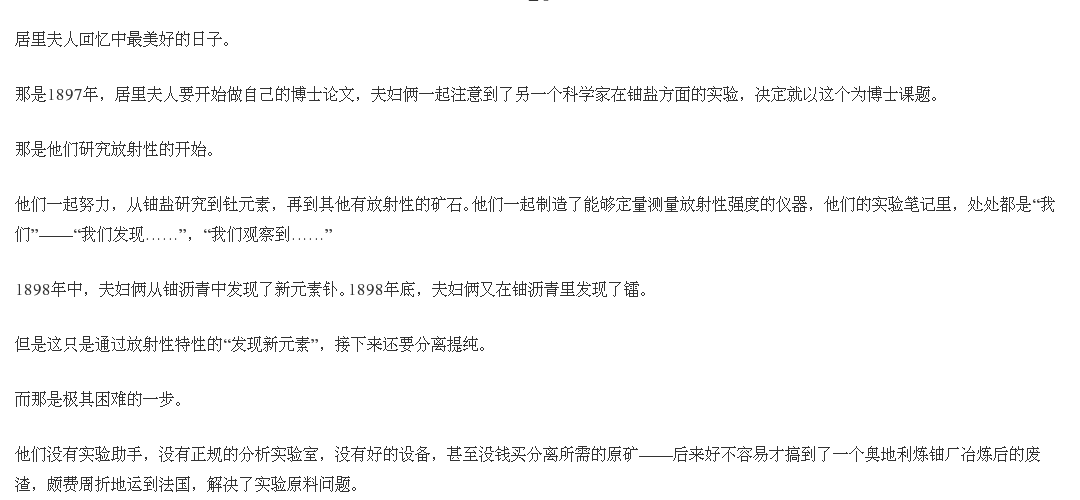 居里夫人回忆中最美好的日子。
那是1897年，居里夫人要开始做自己的博士论文，夫妇俩一起注意到了另一个科学家在铀盐方面的实验，决定就以这个为博士课题。
那是他们研究放射性的开始。
他们一起努力，从铀盐研究到钍元素，再到其他有放射性的矿石。他们一起制造了能够定量测量放射性强度的仪器，他们的实验笔记里，处处都是“我
们”——“我们发现……”，“我们观察到……”
1898年中，夫妇俩从铀沥青中发现了新元素钋。1898年底，夫妇俩又在铀沥青里发现了镭。
但是这只是通过放射性特性的“发现新元素”，接下来还要分离提纯。
而那是极其困难的一步。
他们没有实验助手，没有正规的分析实验室，没有好的设备，甚至没钱买分离所需的原矿——后来好不容易才搞到了一个奥地利炼铀厂冶炼后的废
渣，颇费周折地运到法国，解决了实验原料问题。